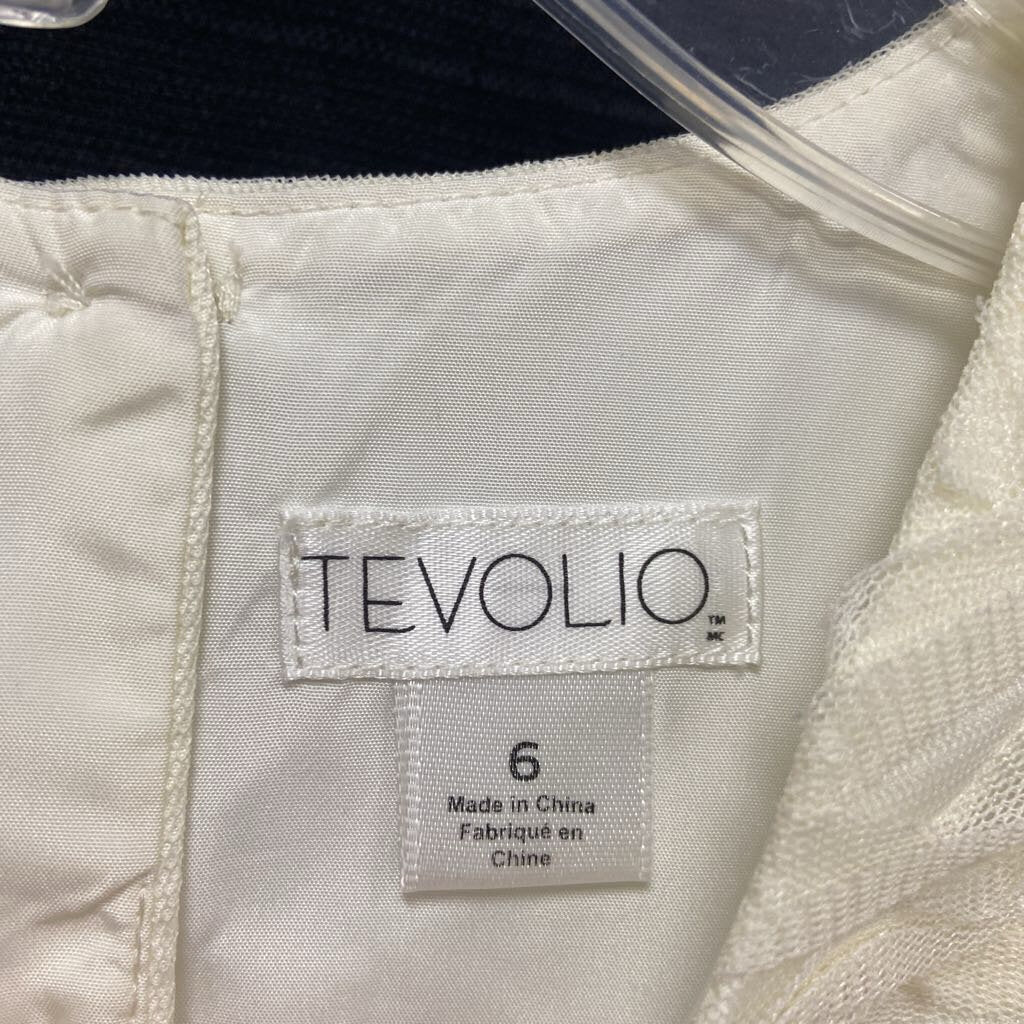 TEVOLIO TM
MC
6
Made in China
Fabriqué en
Chine